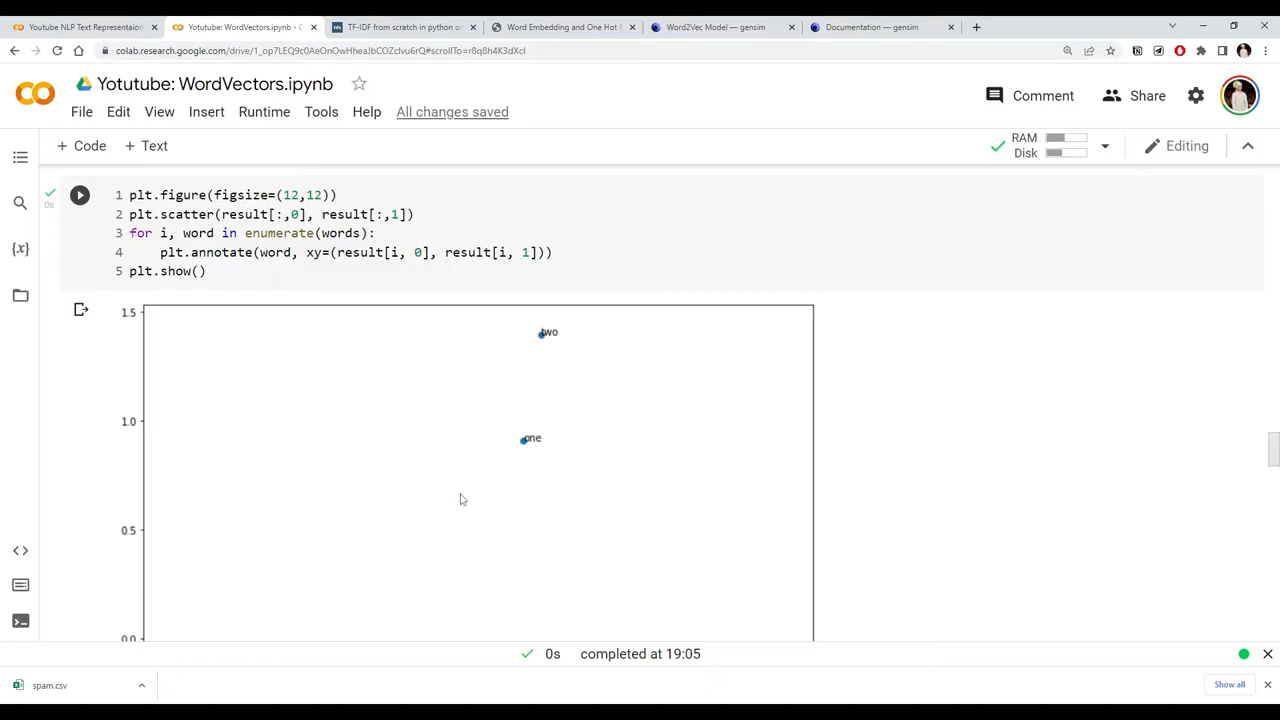 Youtube NLP Text Representaion
Yotutube: WordVectors.ipynb - C
TF-IDF from scratch in python o
Word Embedding and One Hot E
Word2Vec Model — gensim
Documentation — gensim
colab.research.google.com/drive/1_op7LEQ9c0AeOnOwHheaJbCOZclvu6rQ#scrollTo=r8q8h4K3dXcI
Yotutube: WordVectors.ipynb
File Edit View Insert Runtime Tools Help All changes saved
Comment Share
+ Code + Text
RAM
Disk
Editing
0s
1 plt.figure(figsize=(12,12))
2 plt.scatter(result[:,0], result[:,1])
3 for i, word in enumerate(words):
4 plt.annotate(word, xy=(result[i, 0], result[i, 1]))
5 plt.show()
1.5
two
1.0
one
0.5
0.0
0s completed at 19:05
spam.csv
Show all